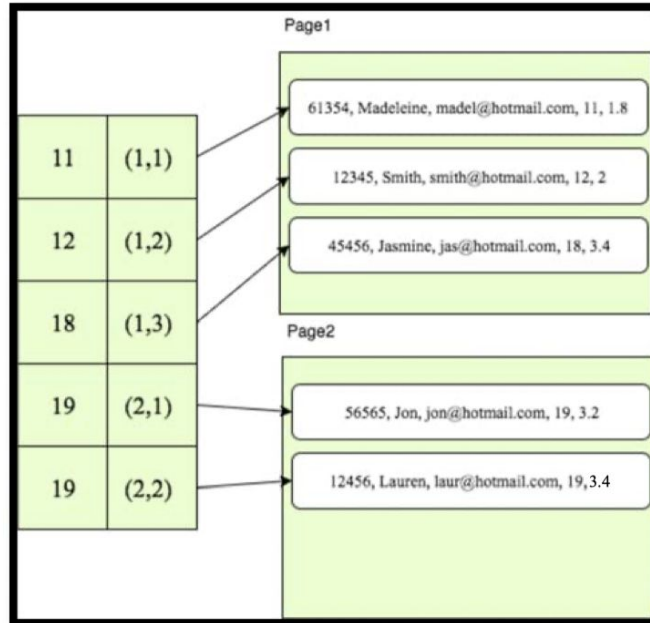 Page1
61354, Madeleine, madel@hotmail.com, 11, 1.8
11 (1,1)
12345, Smith, smith@hotmail.com, 12, 2
12 (1,2)
45456, Jasmine, jas@hotmail.com, 18, 3.4
18 (1,3)
Page2
19 (2,1)
56565, Jon, jon@hotmail.com, 19, 3.2
19 (2,2)
12456, Lauren, laur@hotmail.com, 19,3.4